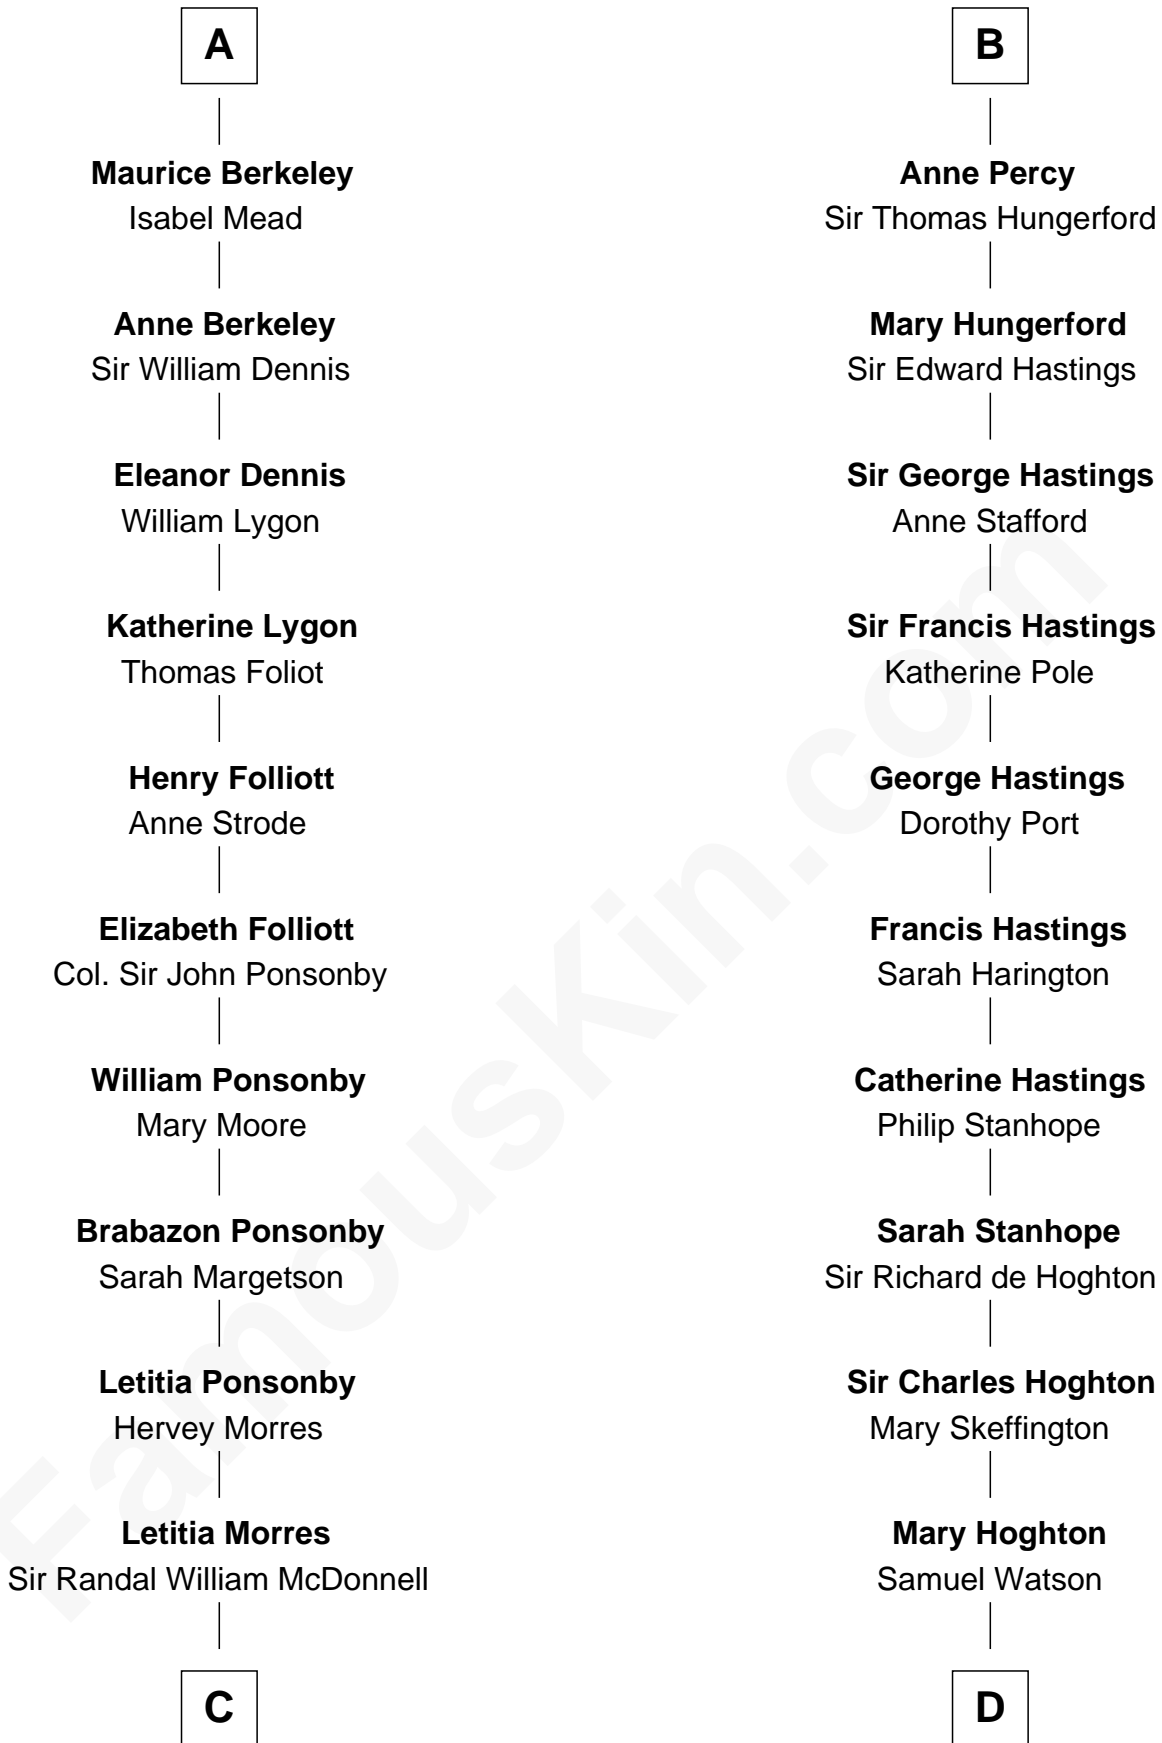 A
Maurice Berkeley
Isabel Mead
Anne Berkeley
Sir William Dennis
Eleanor Dennis
William Lygon
Katherine Lygon
Thomas Foliot
Henry Folliott
Anne Strode
Elizabeth Folliott
Col. Sir John Ponsonby
William Ponsonby
Mary Moore
Brabazon Ponsonby
Sarah Margetson
Letitia Ponsonby
Hervey Morres
Letitia Morres
Sir Randal William McDonnell
C
B
Anne Percy
Sir Thomas Hungerford
Mary Hungerford
Sir Edward Hastings
Sir George Hastings
Anne Stafford
Sir Francis Hastings
Katherine Pole
George Hastings
Dorothy Port
Francis Hastings
Sarah Harington
Catherine Hastings
Philip Stanhope
Sarah Stanhope
Sir Richard de Hoghton
Sir Charles Hoghton
Mary Skeffington
Mary Hoghton
Samuel Watson
D
FamousKin.com